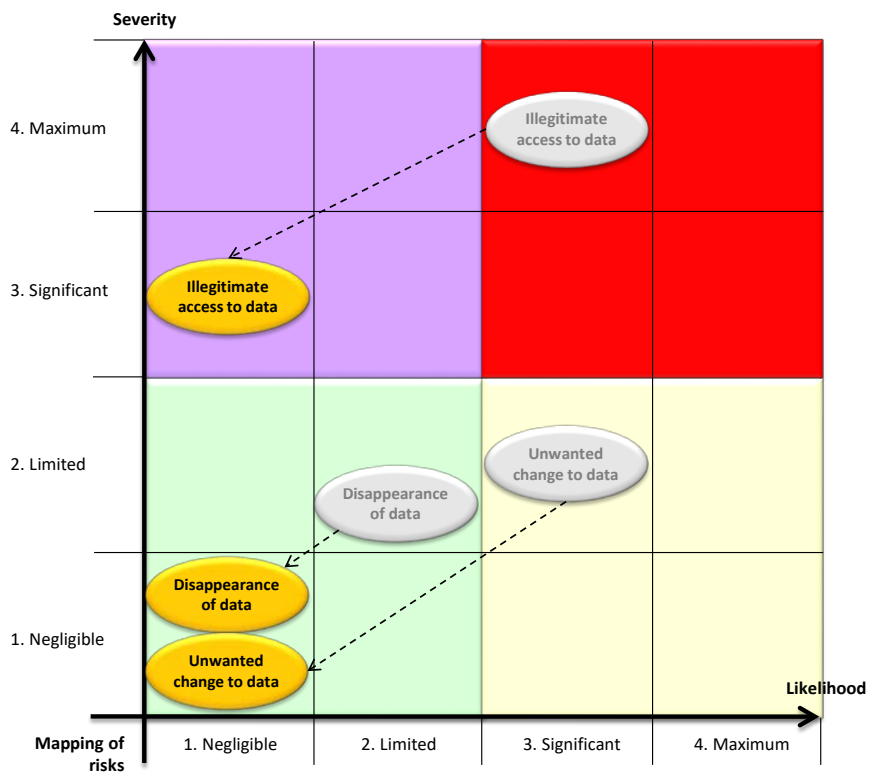 Severity
4. Maximum
Illegitimate
access to data
3. Significant
Illegitimate
access to data
2. Limited
Unwanted
change to data
Disappearance
of data
Disappearance
of data
1. Negligible
Unwanted
change to data
Likelihood
Mapping of
risks
1. Negligible
2. Limited
3. Significant
4. Maximum